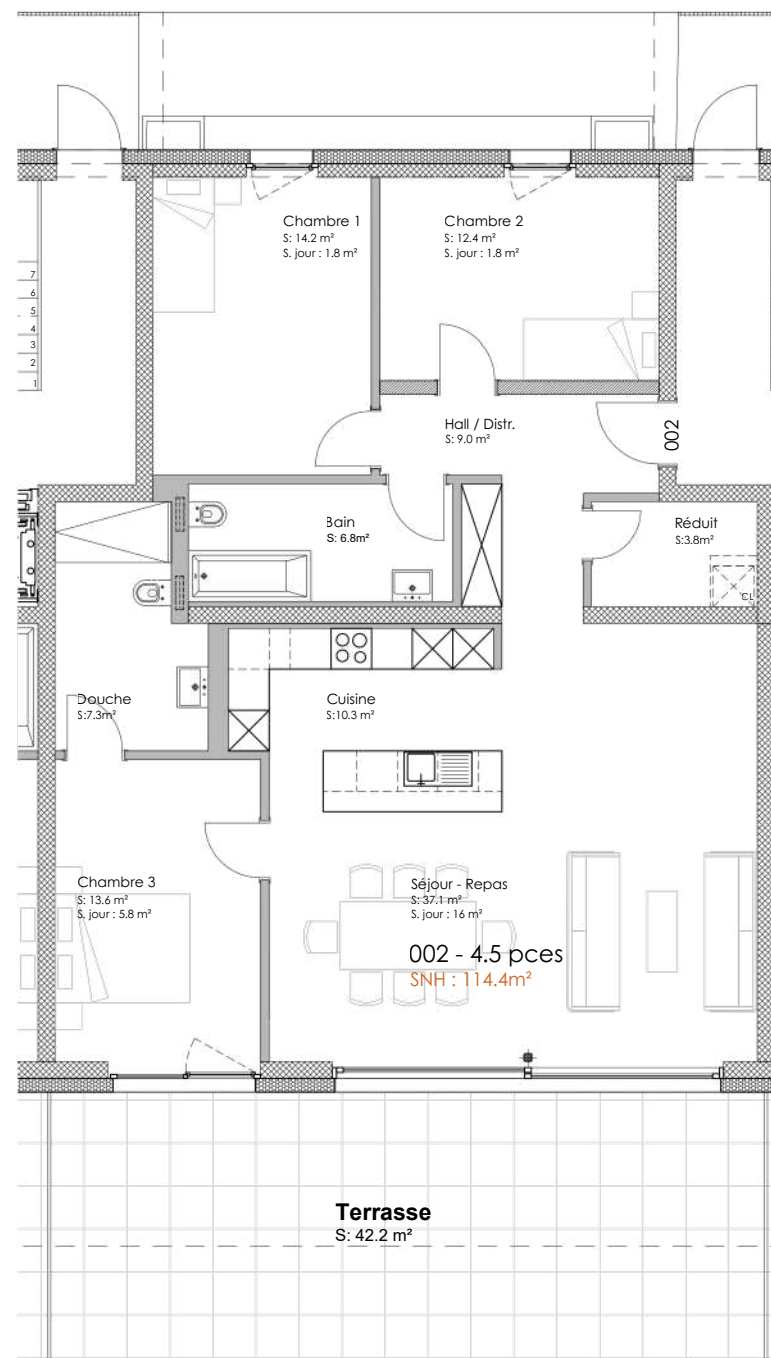 Chambre 1
S: 14.2 m²
S. jour : 1.8 m²
Chambre 2
S: 12.4 m²
S. jour : 1.8 m²
7
6
5
4
3
2
1
Hall / Distr.
S: 9.0 m²
002
Bain
S: 6.8m²
Réduit
S:3.8m²
CL
Douche
S:7.3m²
Cuisine
S:10.3 m²
Chambre 3
S: 13.6 m²
S. jour : 5.8 m²
Séjour - Repas
S: 37.1 m²
S. jour : 16 m²
002 - 4.5 pces
SNH : 114.4m²
Terrasse
S: 42.2 m²